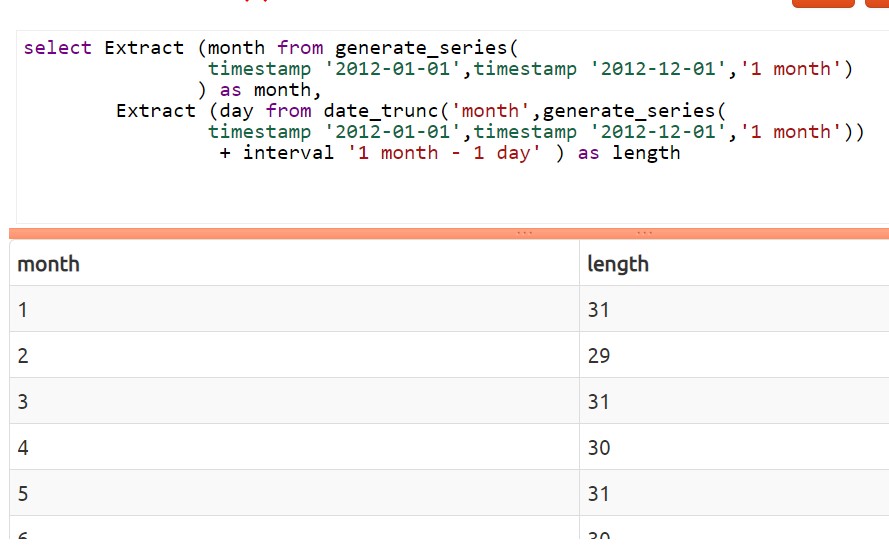 select Extract (month from generate_series(
timestamp '2012-01-01',timestamp '2012-12-01','1 month')
) as month,
Extract (day from date_trunc('month',generate_series(
timestamp '2012-01-01',timestamp '2012-12-01','1 month'))
+ interval '1 month - 1 day' ) as length
month length
1 31
2 29
3 31
4 30
5 31
6 30